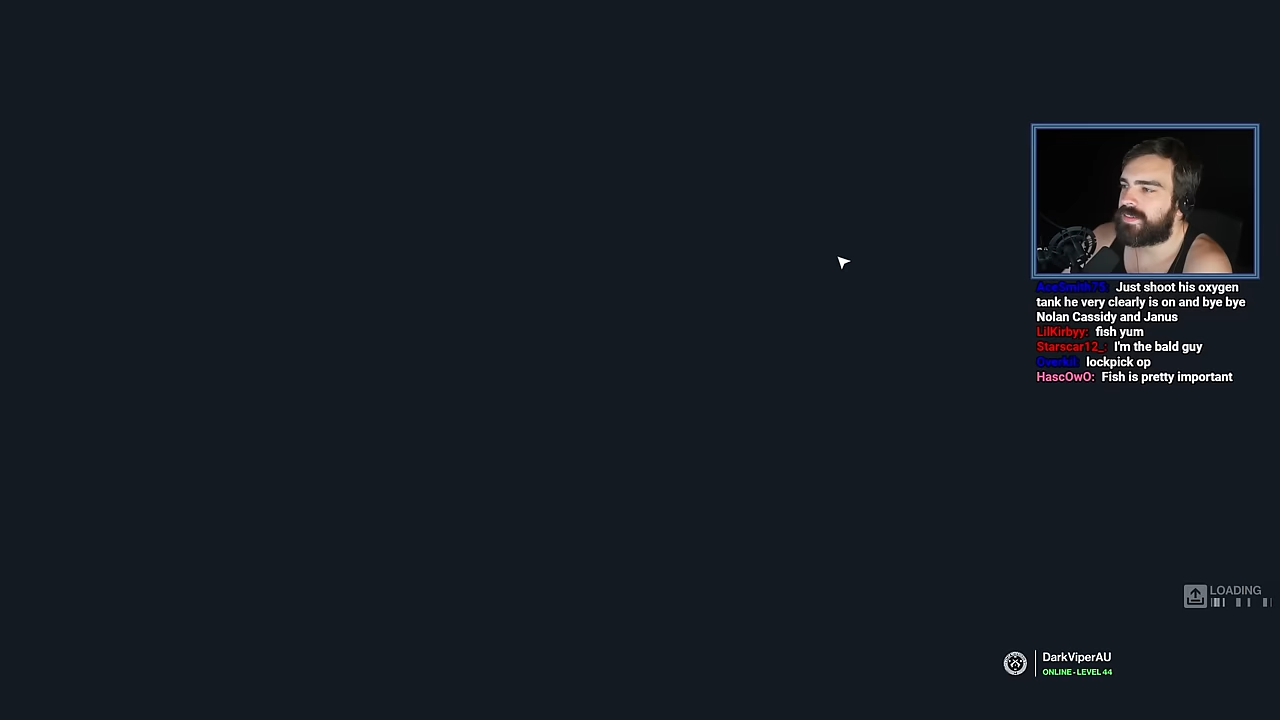 AceSmith75: Just shoot his oxygen
tank he very clearly is on and bye bye
Nolan Cassidy and Janus
LilKirbyy: fish yum
Starscar12_: I'm the bald guy
lockpick op
HascOwO: Fish is pretty important
LOADING
DarkViperAU
ONLINE - LEVEL 44